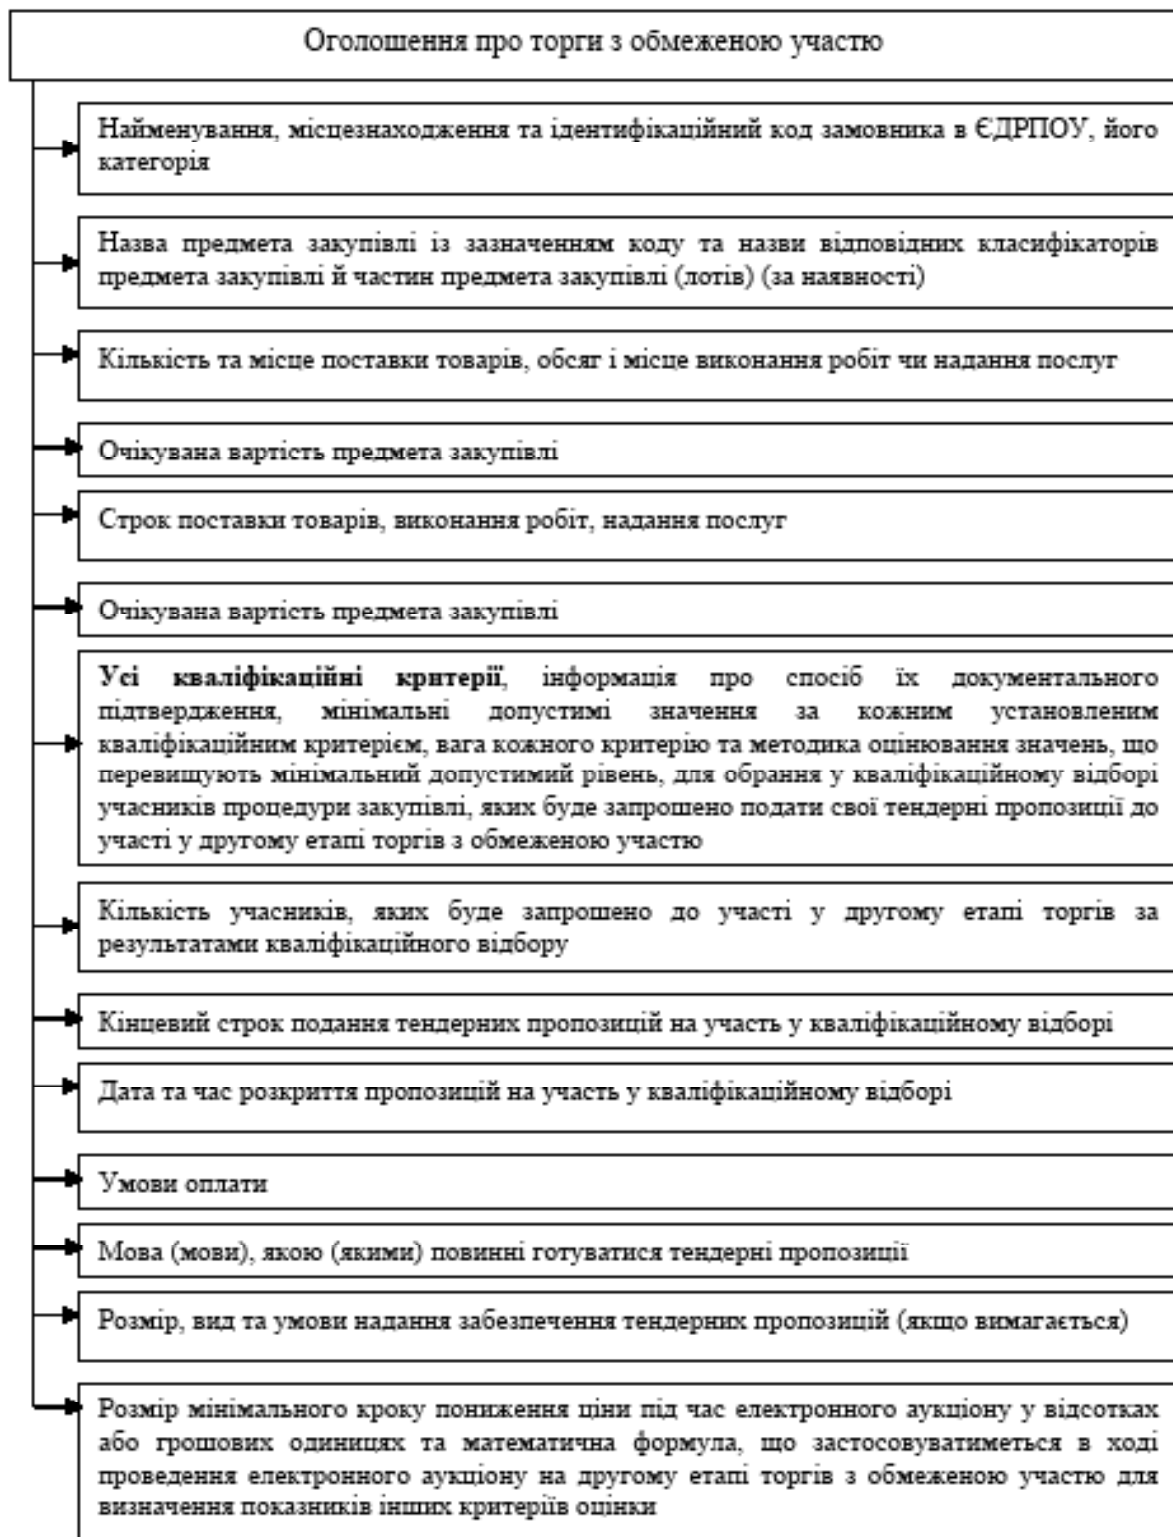 Оголошення про торги з обмеженою участю
Найменування, місцезнаходження та ідентифікаційний код замовника в ЄДРПОУ, його
категорія
Назва предмета закупівлі із зазначенням коду та назви відповідних класифікаторів
предмета закупівлі й частин предмета закупівлі (лотів) (за наявності)
Кількість та місце поставки товарів, обсяг і місце виконання робіт чи надання послуг
Очікувана вартість предмета закупівлі
Строк поставки товарів, виконання робіт, надання послуг
Очікувана вартість предмета закупівлі
Усі кваліфікаційні критерії, інформація про спосіб їх документального
підтвердження, мінімальні допустимі значення за кожним установленим
кваліфікаційним критерієм, вага кожного критерію та методика оцінювання значень, що
перевищують мінімальний допустимий рівень, для обрання у кваліфікаційному відборі
учасників процедури закупівлі, яких буде запрошено подати свої тендерні пропозиції до
участі у другому етапі торгів з обмеженою участю
Кількість учасників, яких буде запрошено до участі у другому етапі торгів за
результатами кваліфікаційного відбору
Кінцевий строк подання тендерних пропозицій на участь у кваліфікаційному відборі
Дата та час розкриття пропозицій на участь у кваліфікаційному відборі
Умови оплати
Мова (мови), якою (якими) повинні готуватися тендерні пропозиції
Розмір, вид та умови надання забезпечення тендерних пропозицій (якщо вимагається)
Розмір мінімального кроку пониження ціни під час електронного аукціону у відсотках
або грошових одиницях та математична формула, що застосовуватиметься в ході
проведення електронного аукціону на другому етапі торгів з обмеженою участю для
визначення показників інших критеріїв оцінки